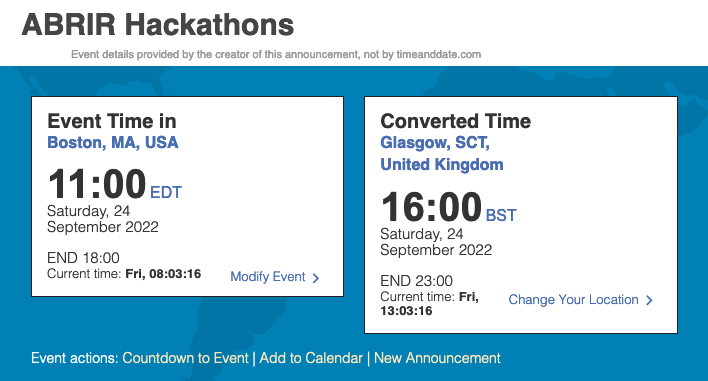 ABRIR Hackathons
Event details provided by the creator of this announcement, not by timeanddate.com
Event Time in
Boston, MA, USA
11:00 EDT
Saturday, 24
September 2022
END 18:00
Current time: Fri, 08:03:16
Modify Event
Converted Time
Glasgow, SCT,
United Kingdom
16:00 BST
Saturday, 24
September 2022
END 23:00
Current time: Fri,
13:03:16
Change Your Location
Event actions: Countdown to Event | Add to Calendar | New Announcement